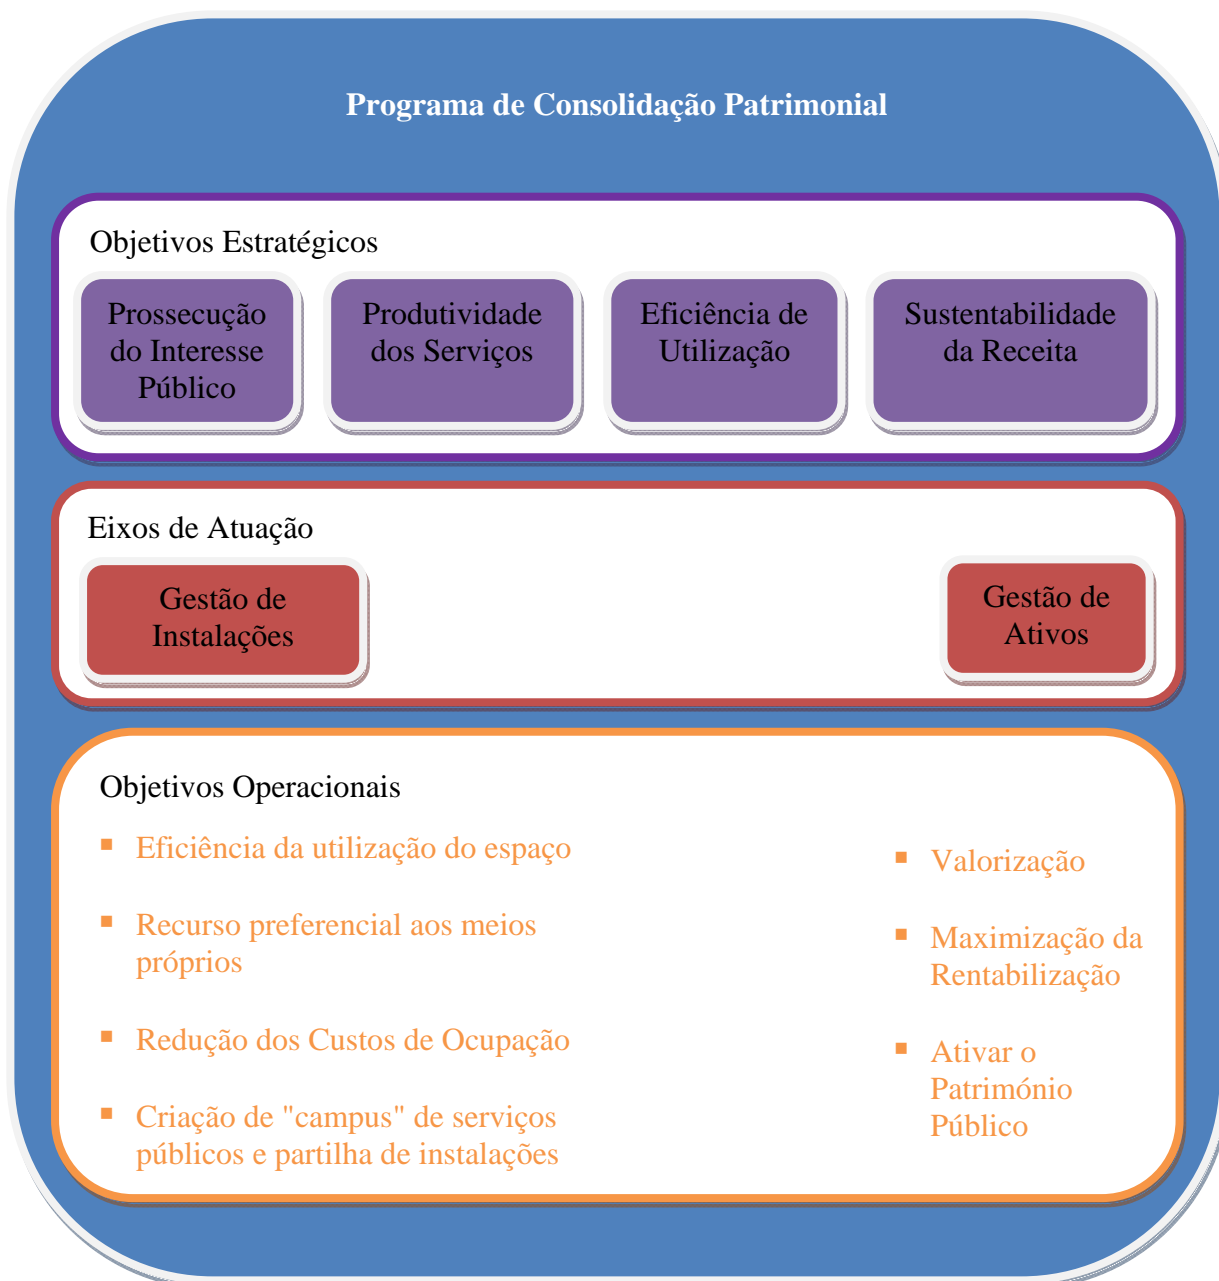 Programa de Consolidação Patrimonial
Objetivos Estratégicos
Prossecução
do Interesse
Público
Produtividade
dos Serviços
Eficiência de
Utilização
Sustentabilidade
da Receita
Eixos de Atuação
Gestão de
Instalações
Gestão de
Ativos
Objetivos Operacionais
▪ Eficiência da utilização do espaço
▪ Recurso preferencial aos meios
próprios
▪ Redução dos Custos de Ocupação
▪ Criação de "campus" de serviços
públicos e partilha de instalações
▪ Valorização
▪ Maximização da
Rentabilização
▪ Ativar o
Património
Público